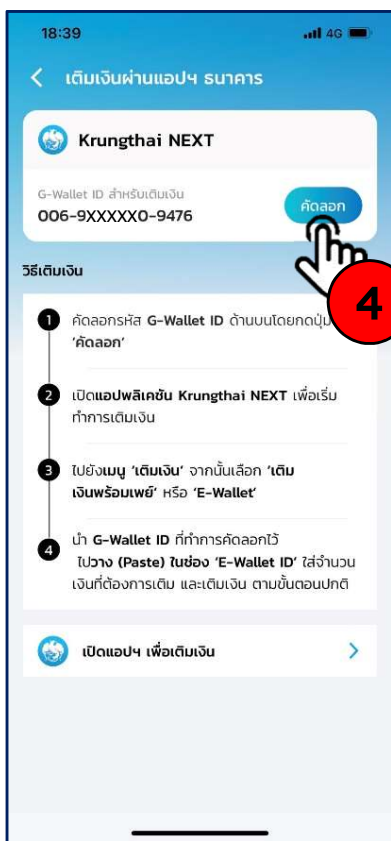 18:39 4G
เติมเงินผ่านแอปฯ ธนาคาร
Krungthai NEXT
G-Wallet ID สำหรับเติมเงิน
006-9XXXXX0-9476
คัดลอก
วิธีเติมเงิน
4
1 คัดลอกรหัส G-Wallet ID ด้านบนโดยกดปุ่ม
‘คัดลอก’
2 เปิดแอปพลิเคชัน Krungthai NEXT เพื่อเริ่ม
ทำการเติมเงิน
3 ไปยังเมนู ‘เติมเงิน’ จากนั้นเลือก ‘เติม
เงินพร้อมเพย์’ หรือ ‘E-Wallet’
4 นำ G-Wallet ID ที่ทำการคัดลอกไว้
ไปวาง (Paste) ในช่อง ‘E-Wallet ID’ ใส่จำนวน
เงินที่ต้องการเติม และเติมเงิน ตามขั้นตอนปกติ
เปิดแอปฯ เพื่อเติมเงิน